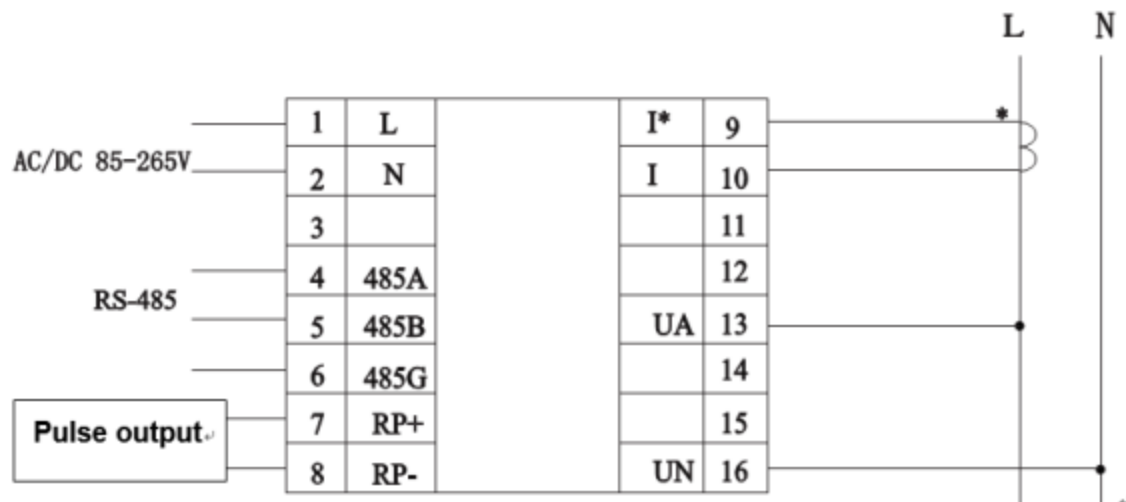 L N
1 L I* 9 *
AC/DC 85-265V
2 N I 10
3 11
4 485A 12
RS-485
5 485B UA 13
6 485G 14
7 RP+ 15
Pulse output
8 RP- UN 16